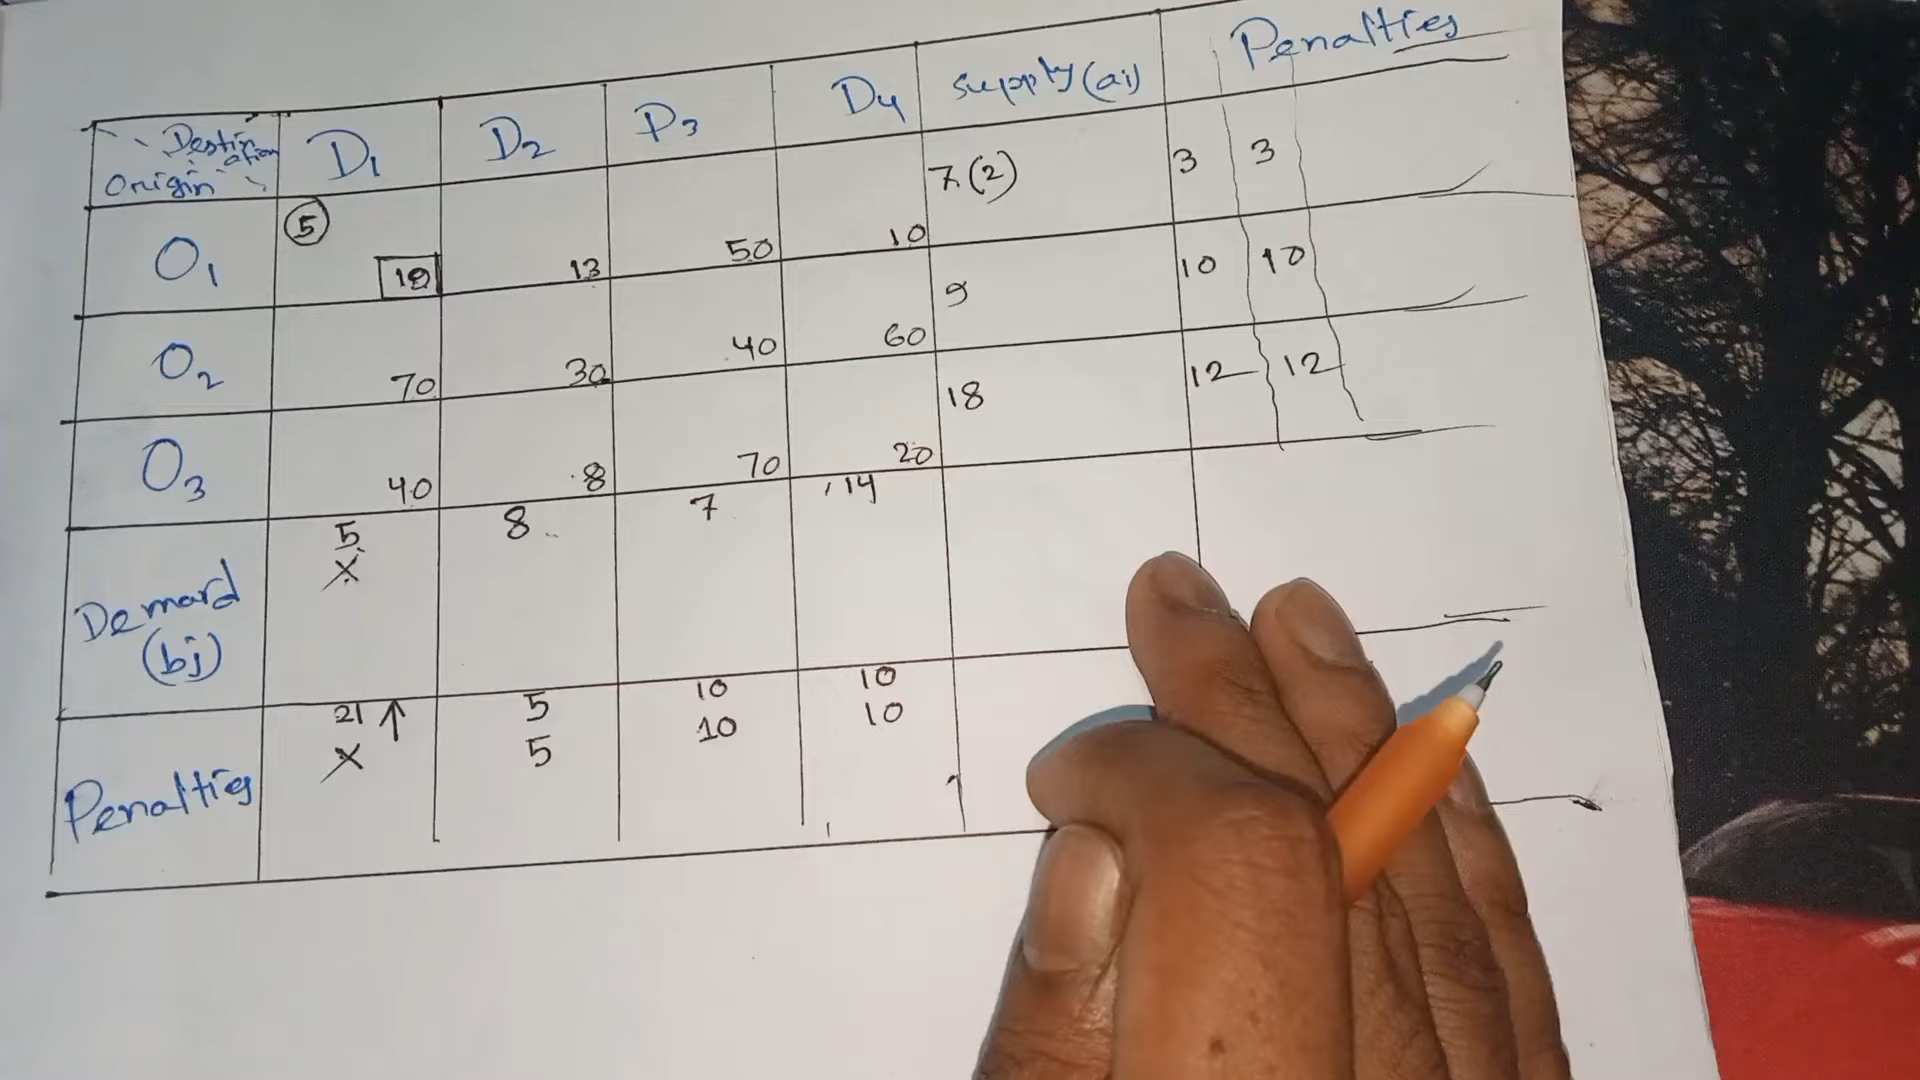 Destination Origin D1 D2 D3 D4 supply(ai) Penalties
O1 5 13 50 10 7(2) 3 3
O2 70 30 40 60 9 10 10
O3 40 8 70 20 18 12 12
Demand (bj) 5 8 7 14
X
Penalties 21 ↑ 5 10 10
X 5 10 10